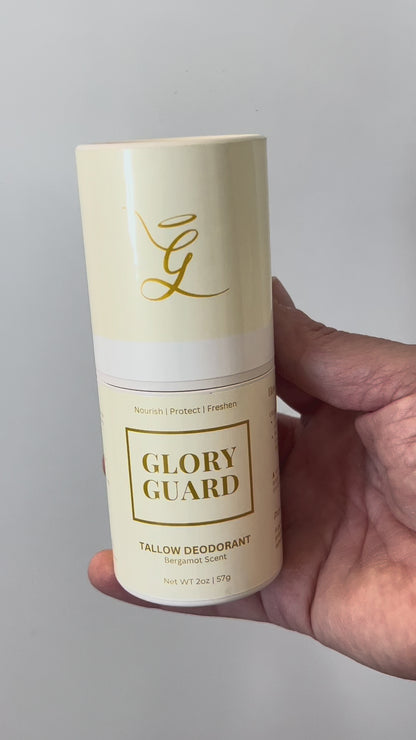 G
Nourish | Protect | Freshen
GLORY
GUARD
TALLOW DEODORANT
Bergamot Scent
Net WT 2oz | 57g